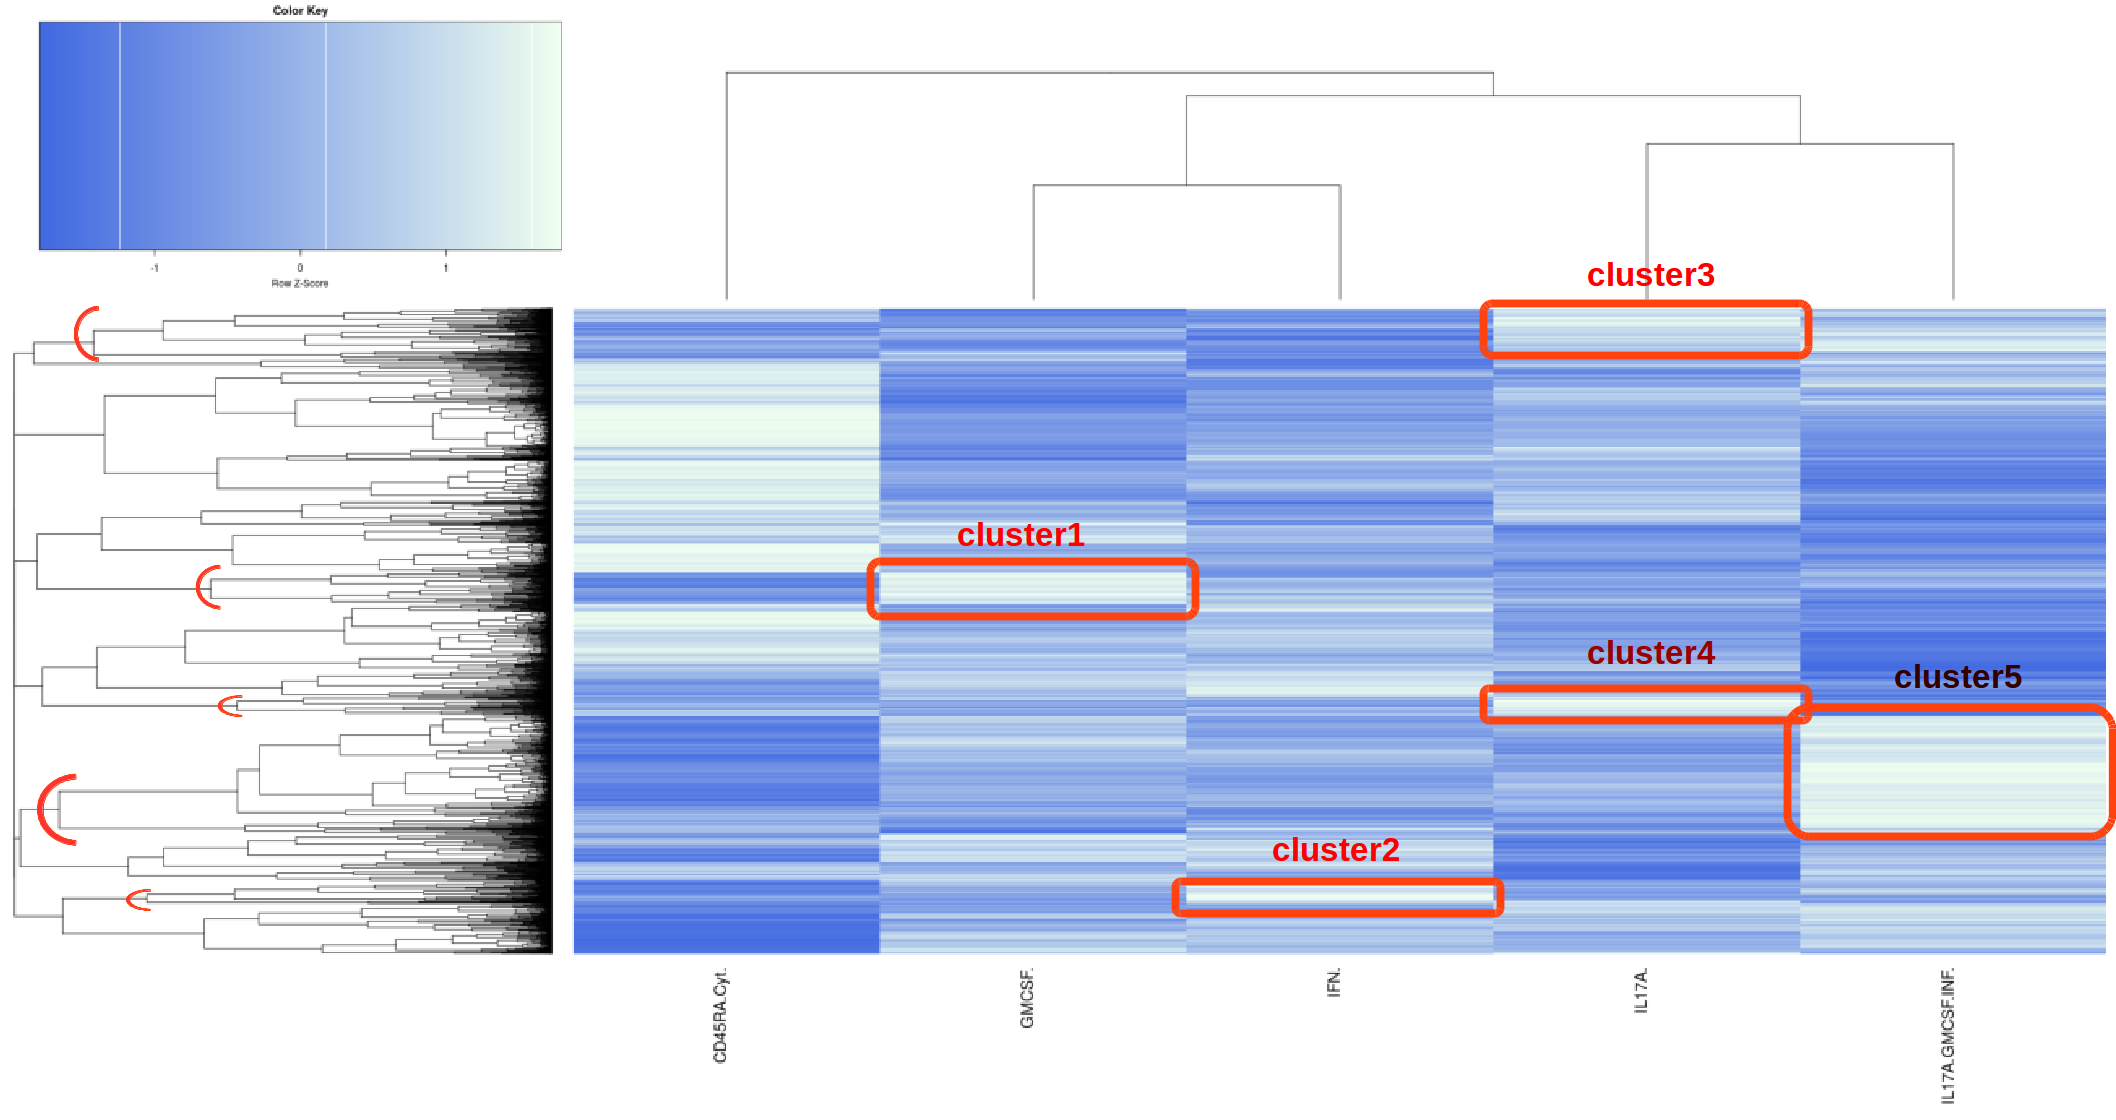 Color Key
-1
0
1
Row Z-Score
cluster3
cluster1
cluster4
cluster5
cluster2
CD45RA.Cyt.
GMCSF.
IFN.
IL17A.
IL17A.GMCSF.INF.